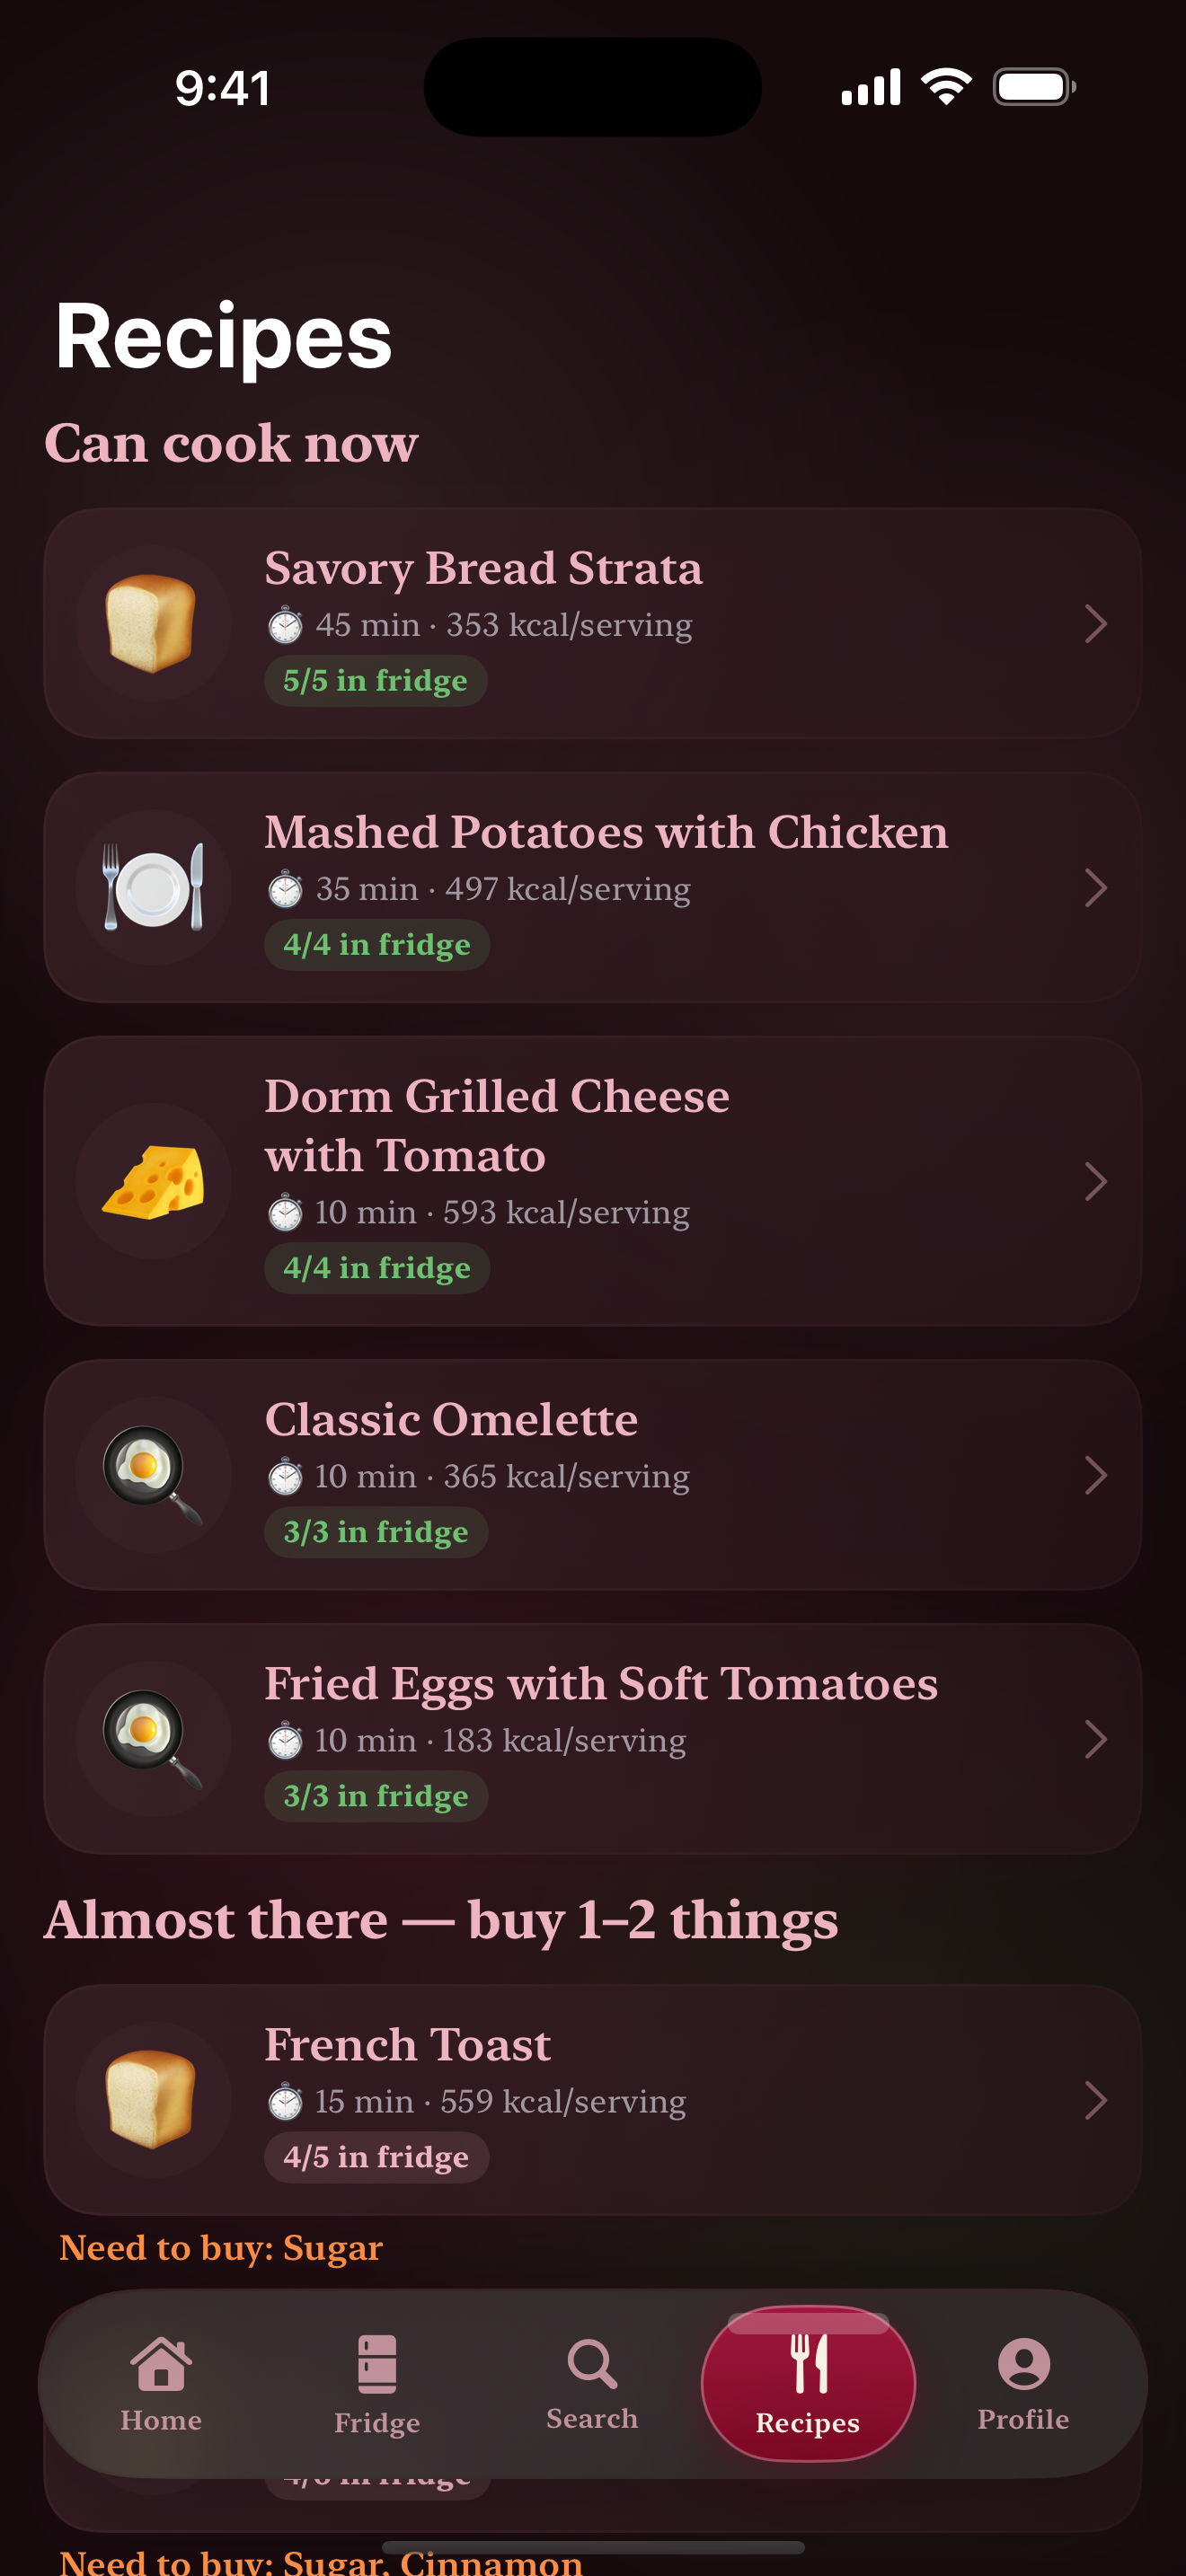 9:41
Recipes
Can cook now
Savory Bread Strata
45 min · 353 kcal/serving
5/5 in fridge
Mashed Potatoes with Chicken
35 min · 497 kcal/serving
4/4 in fridge
Dorm Grilled Cheese
with Tomato
10 min · 593 kcal/serving
4/4 in fridge
Classic Omelette
10 min · 365 kcal/serving
3/3 in fridge
Fried Eggs with Soft Tomatoes
10 min · 183 kcal/serving
3/3 in fridge
Almost there — buy 1–2 things
French Toast
15 min · 559 kcal/serving
4/5 in fridge
Need to buy: Sugar
Home
Fridge
Search
Recipes
Profile
in fridge
Need to buy: Sugar, Cinnamon